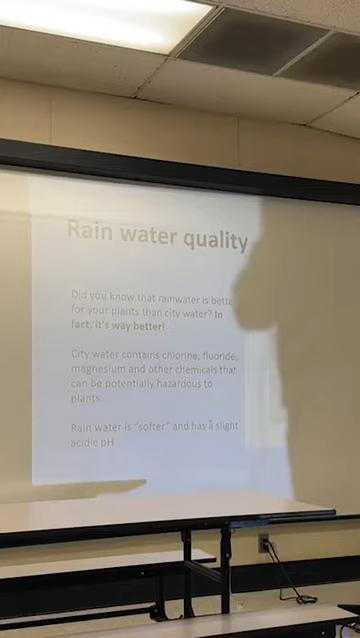 Rain water quality
Did you know that rainwater is bette
for your plants than city water? In
fact, it's way better!
City water contains chlorine, fluoride,
magnesium and other chemicals that
can be potentially hazardous to
plants.
Rain water is "softer" and has a slight
acidic pH